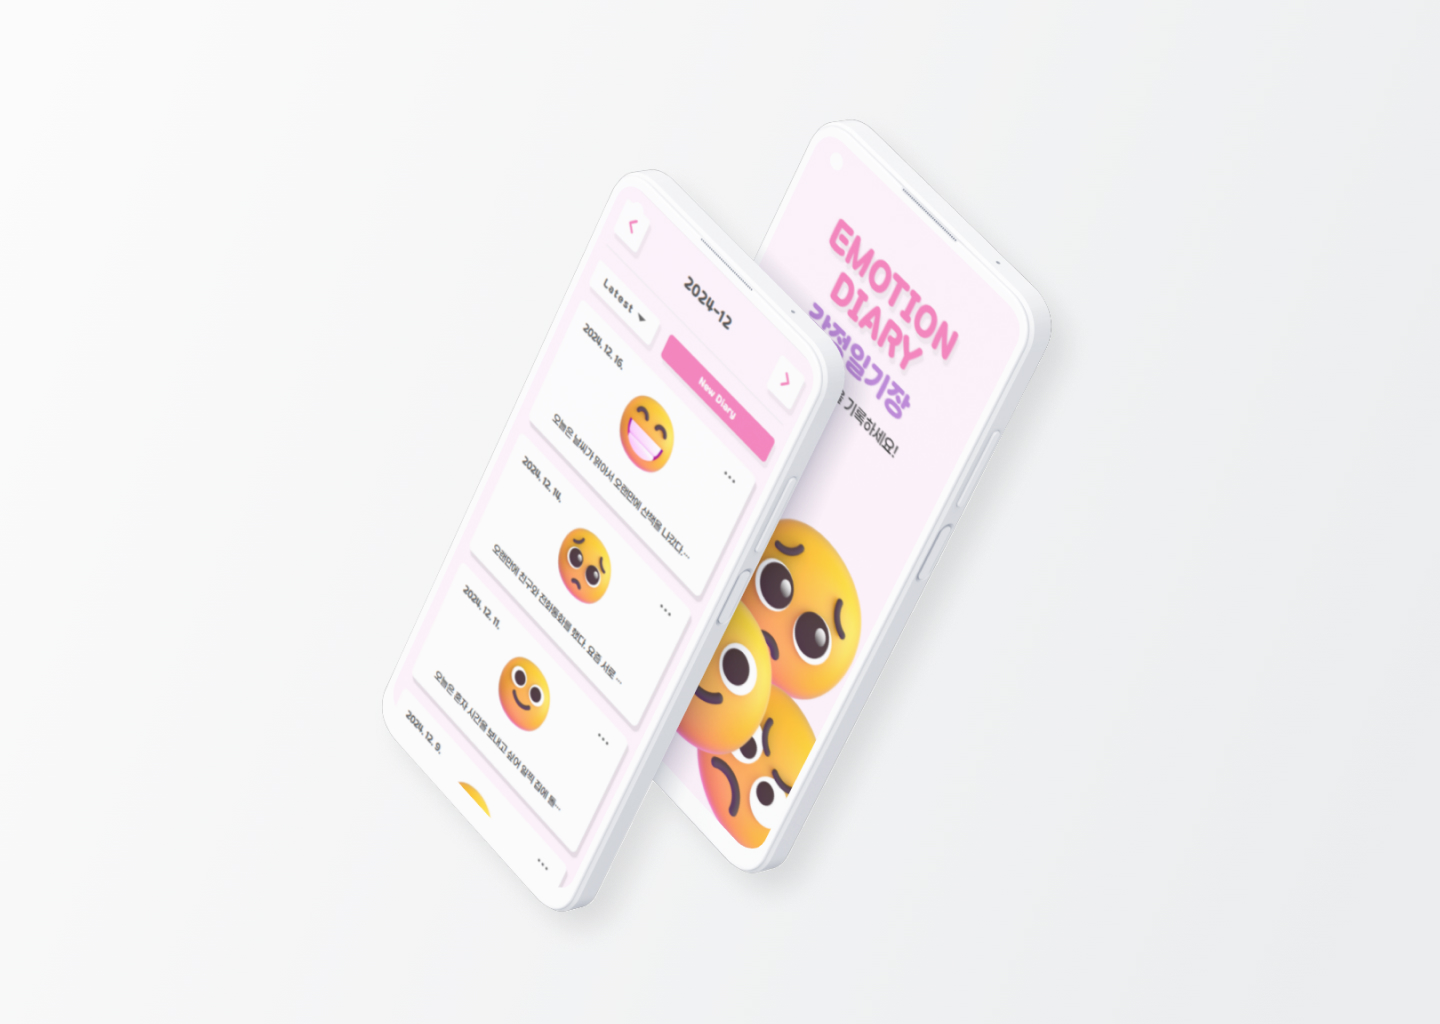 2024-12
Latest
New Diary
2024. 12. 16.
오늘은 날씨가 맑아서 오랜만에 산책을 나갔다.…
2024. 12. 14.
오랜만에 친구와 전화통화를 했다. 요즘 서로 …
2024. 12. 11.
오늘은 혼자 시간을 보내고 싶어 일찍 집에 돌…
2024. 12. 9.
EMOTION
DIARY
감정일기장
기록하세요!